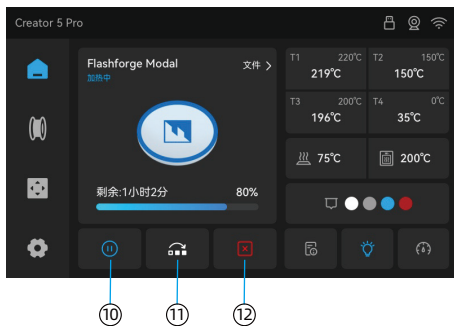 Creator 5 Pro
Flashforge Modal
文件 >
加热中
剩余:1小时2分
80%
T1 220℃
219℃
T2 150℃
150℃
T3 200℃
196℃
T4 0℃
35℃
75℃
200℃
⑩ ⑪ ⑫